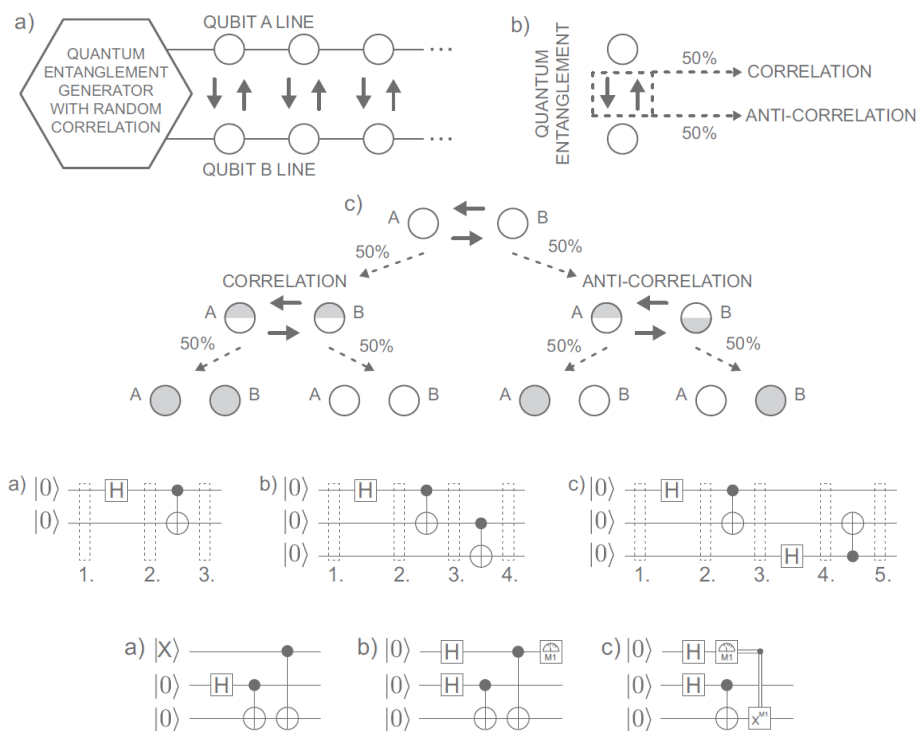 a)
QUBIT A LINE
QUANTUM
ENTANGLEMENT
GENERATOR
WITH RANDOM
CORRELATION
...
...
QUBIT B LINE
b)
QUANTUM
ENTANGLEMENT
50%
CORRELATION
ANTI-CORRELATION
50%
c)
A B
50% 50%
CORRELATION ANTI-CORRELATION
A B A B
50% 50% 50% 50%
A B A B A B A B
a) |0⟩ H
|0⟩
1. 2. 3.
b) |0⟩ H
|0⟩
|0⟩
1. 2. 3. 4.
c) |0⟩ H
|0⟩
|0⟩ H
1. 2. 3. 4. 5.
a) |X⟩
|0⟩ H
|0⟩
b) |0⟩ H M1
|0⟩ H
|0⟩
c) |0⟩ H M1
|0⟩ H
|0⟩ X^M1